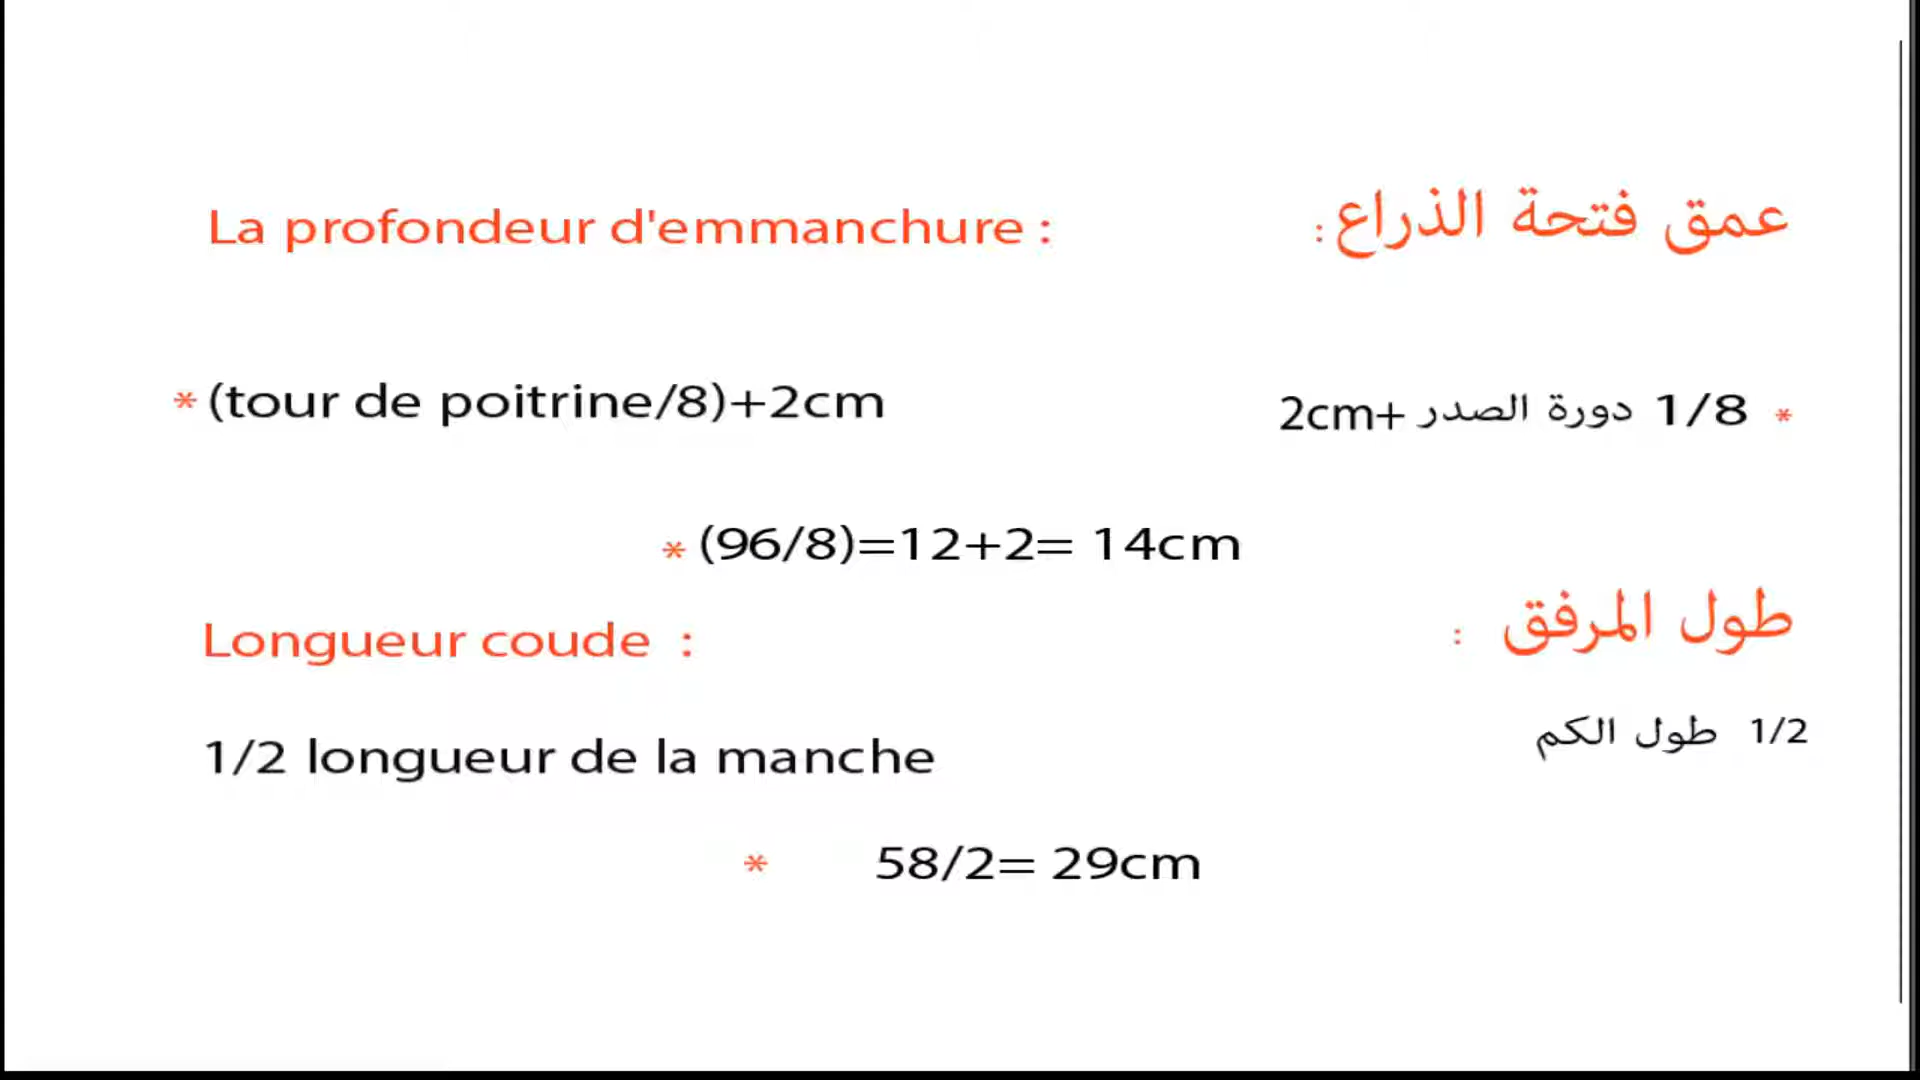 La profondeur d'emmanchure :
عمق فتحة الذراع :
* (tour de poitrine/8)+2cm
* 1/8 دورة الصدر +2cm
* (96/8)=12+2= 14cm
Longueur coude :
طول المرفق :
1/2 longueur de la manche
1/2 طول الكم
* 58/2= 29cm